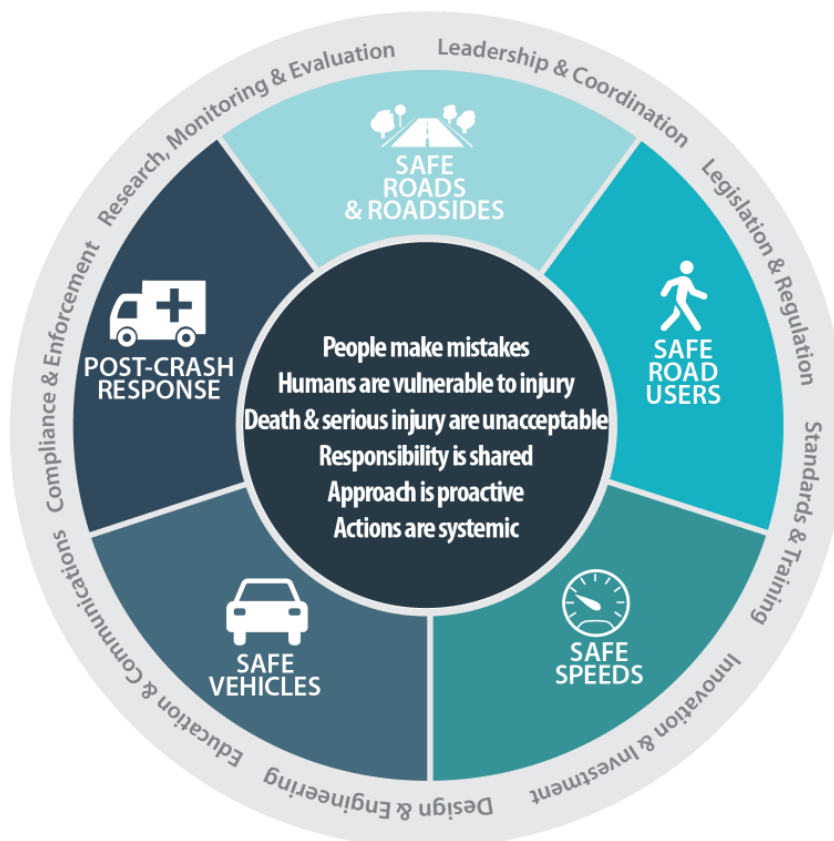 Leadership & Coordination
Legislation & Regulation
Standards & Training
Innovation & Investment
Design & Engineering
Education & Communications
Compliance & Enforcement
Research, Monitoring & Evaluation
SAFE
ROADS
& ROADSIDES
SAFE
ROAD
USERS
SAFE
SPEEDS
SAFE
VEHICLES
POST-CRASH
RESPONSE
People make mistakes
Humans are vulnerable to injury
Death & serious injury are unacceptable
Responsibility is shared
Approach is proactive
Actions are systemic